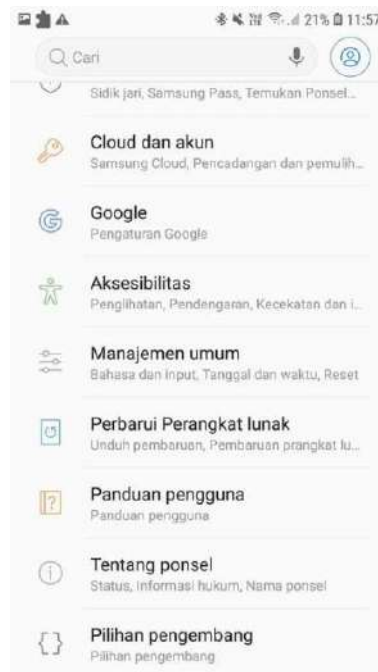 21% 11:57
Cari
Sidik jari, Samsung Pass, Temukan Ponsel...
Cloud dan akun
Samsung Cloud, Pencadangan dan pemulih...
Google
Pengaturan Google
Aksesibilitas
Penglihatan, Pendengaran, Kecekatan dan i...
Manajemen umum
Bahasa dan input, Tanggal dan waktu, Reset
Perbarui Perangkat lunak
Unduh pembaruan, Pembaruan prangkat lu...
Panduan pengguna
Panduan pengguna
Tentang ponsel
Status, Informasi hukum, Nama ponsel
Pilihan pengembang
Pilihan pengembang